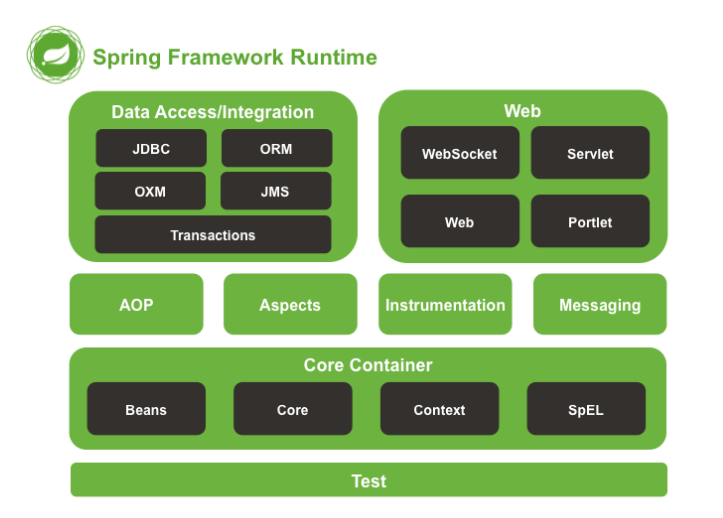 Spring Framework Runtime
Data Access/Integration
JDBC
ORM
OXM
JMS
Transactions
Web
WebSocket
Servlet
Web
Portlet
AOP
Aspects
Instrumentation
Messaging
Core Container
Beans
Core
Context
SpEL
Test